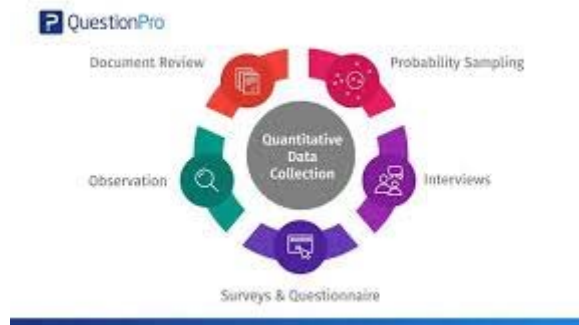 QuestionPro
Document Review
Probability Sampling
Quantitative
Data
Collection
Observation
Interviews
Surveys & Questionnaire